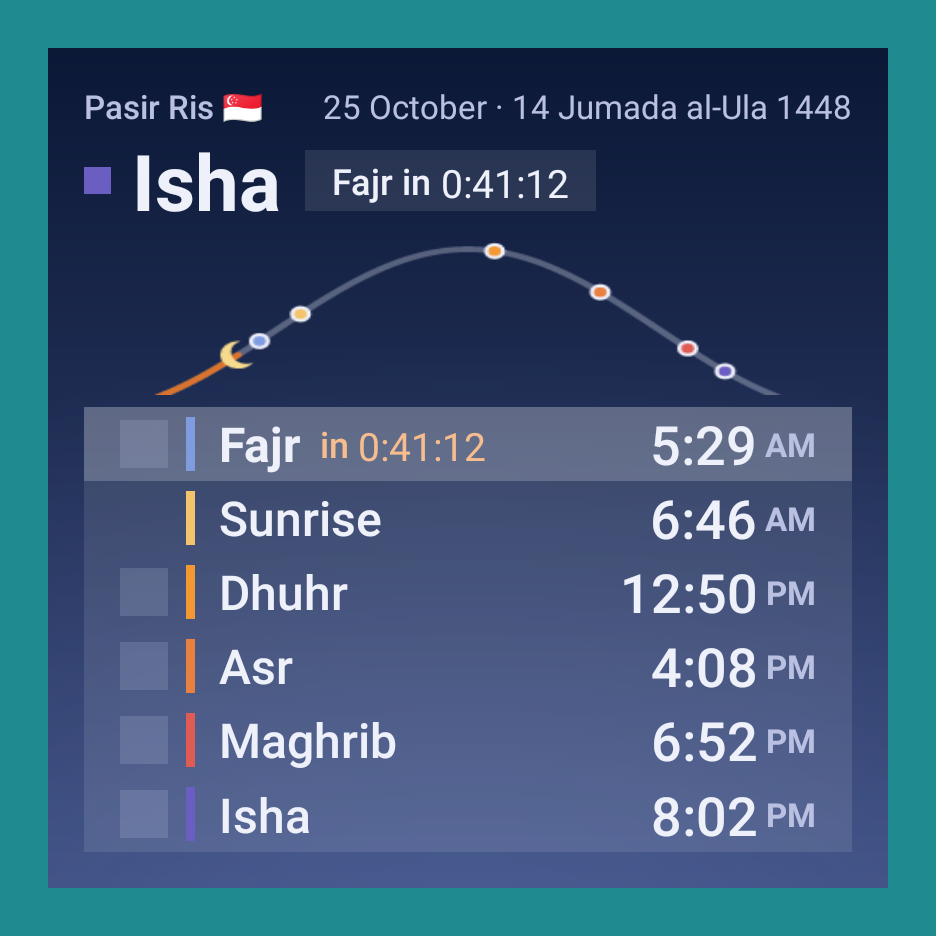 Pasir Ris 🇸🇬 25 October · 14 Jumada al-Ula 1448
Isha Fajr in 0:41:12
Fajr in 0:41:12 5:29 AM
Sunrise 6:46 AM
Dhuhr 12:50 PM
Asr 4:08 PM
Maghrib 6:52 PM
Isha 8:02 PM